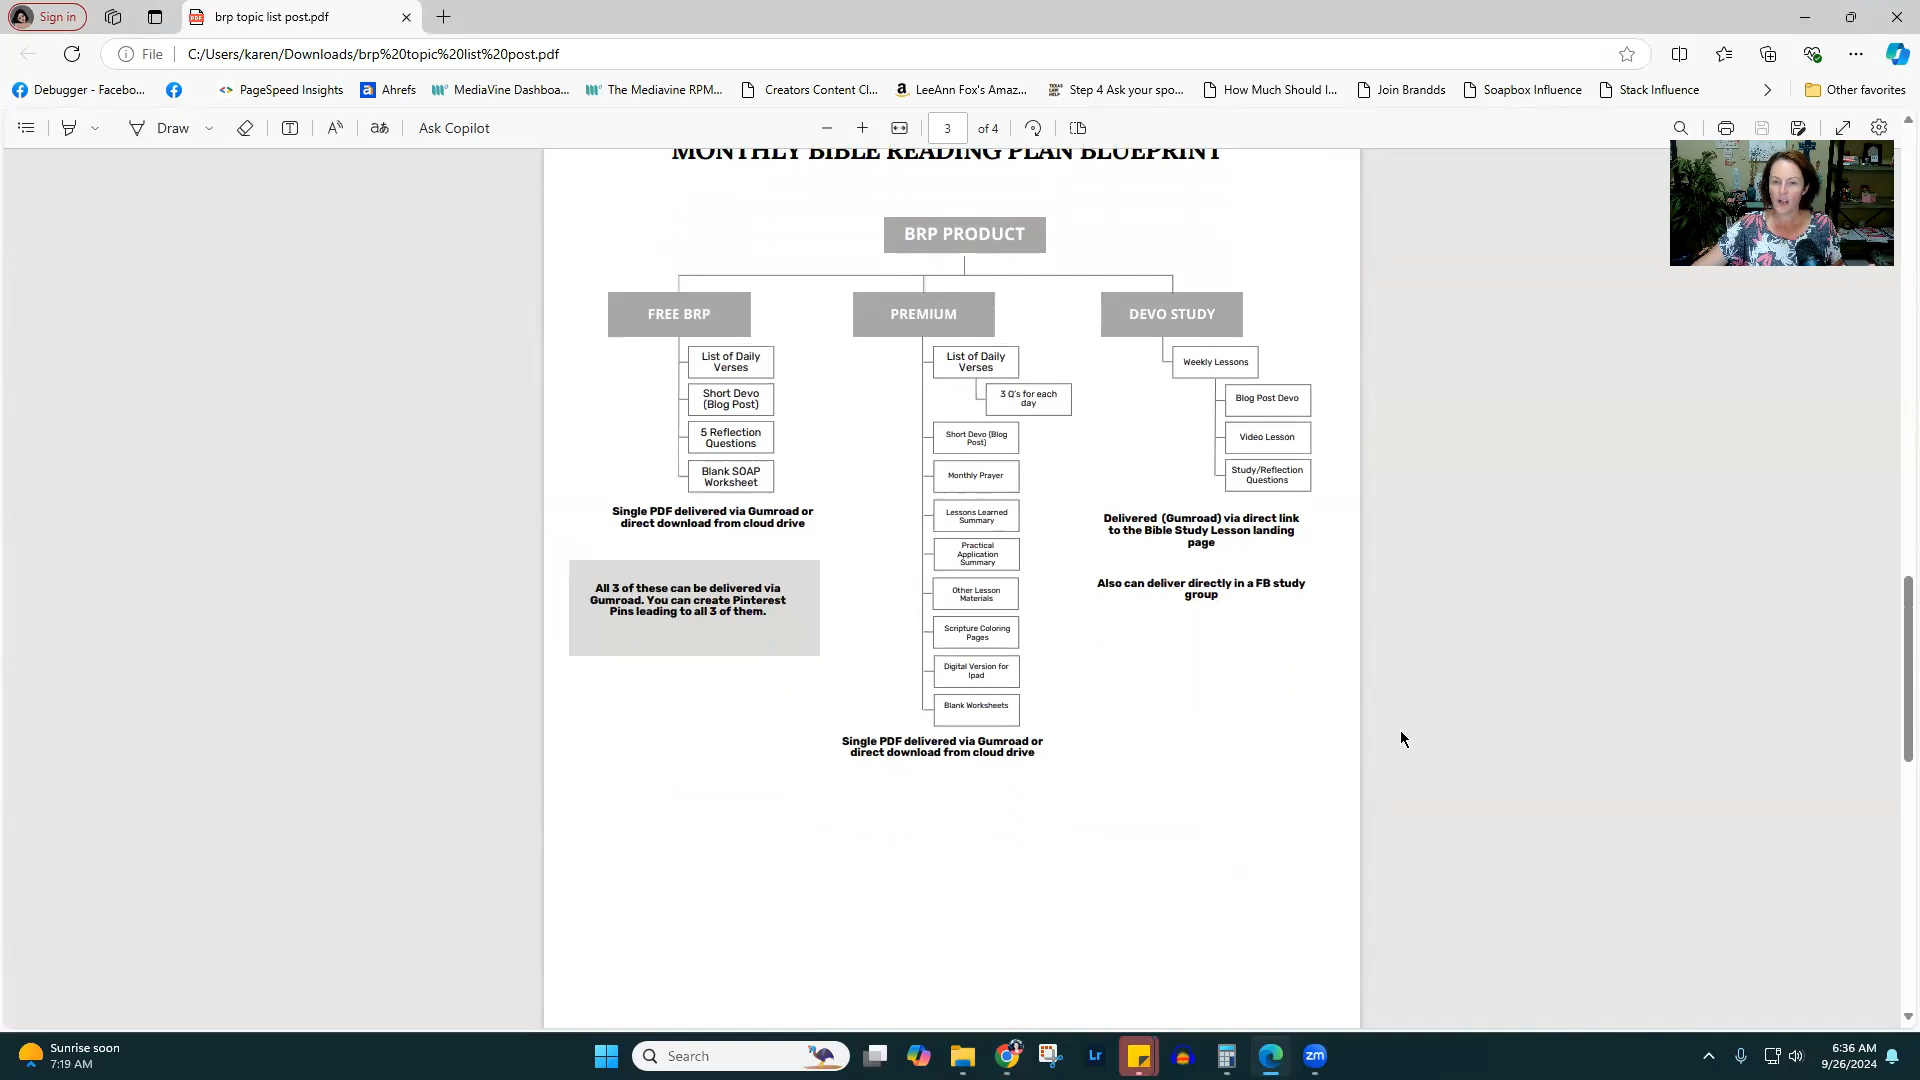 Sign in
brp topic list post.pdf
File
C:/Users/karen/Downloads/brp%20topic%20list%20post.pdf
Debugger - Facebo...
PageSpeed Insights
Ahrefs
MediaVine Dashboa...
The Mediavine RPM...
Creators Content Cl...
LeeAnn Fox's Amaz...
Step 4 Ask your spo...
How Much Should I...
Join Brandds
Soapbox Influence
Stack Influence
Other favorites
Draw
Ask Copilot
3
of 4
MONTHLY BIBLE READING PLAN BLUEPRINT
BRP PRODUCT
FREE BRP
List of Daily
Verses
Short Devo
(Blog Post)
5 Reflection
Questions
Blank SOAP
Worksheet
Single PDF delivered via Gumroad or
direct download from cloud drive
All 3 of these can be delivered via
Gumroad. You can create Pinterest
Pins leading to all 3 of them.
PREMIUM
List of Daily
Verses
3 Q's for each
day
Short Devo (Blog
Post)
Monthly Prayer
Lessons Learned
Summary
Practical
Application
Summary
Other Lesson
Materials
Scripture Coloring
Pages
Digital Version for
Ipad
Blank Worksheets
Single PDF delivered via Gumroad or
direct download from cloud drive
DEVO STUDY
Weekly Lessons
Blog Post Devo
Video Lesson
Study/Reflection
Questions
Delivered (Gumroad) via direct link
to the Bible Study Lesson landing
page
Also can deliver directly in a FB study
group
Sunrise soon
7:19 AM
Search
Lr
zm
6:36 AM
9/26/2024